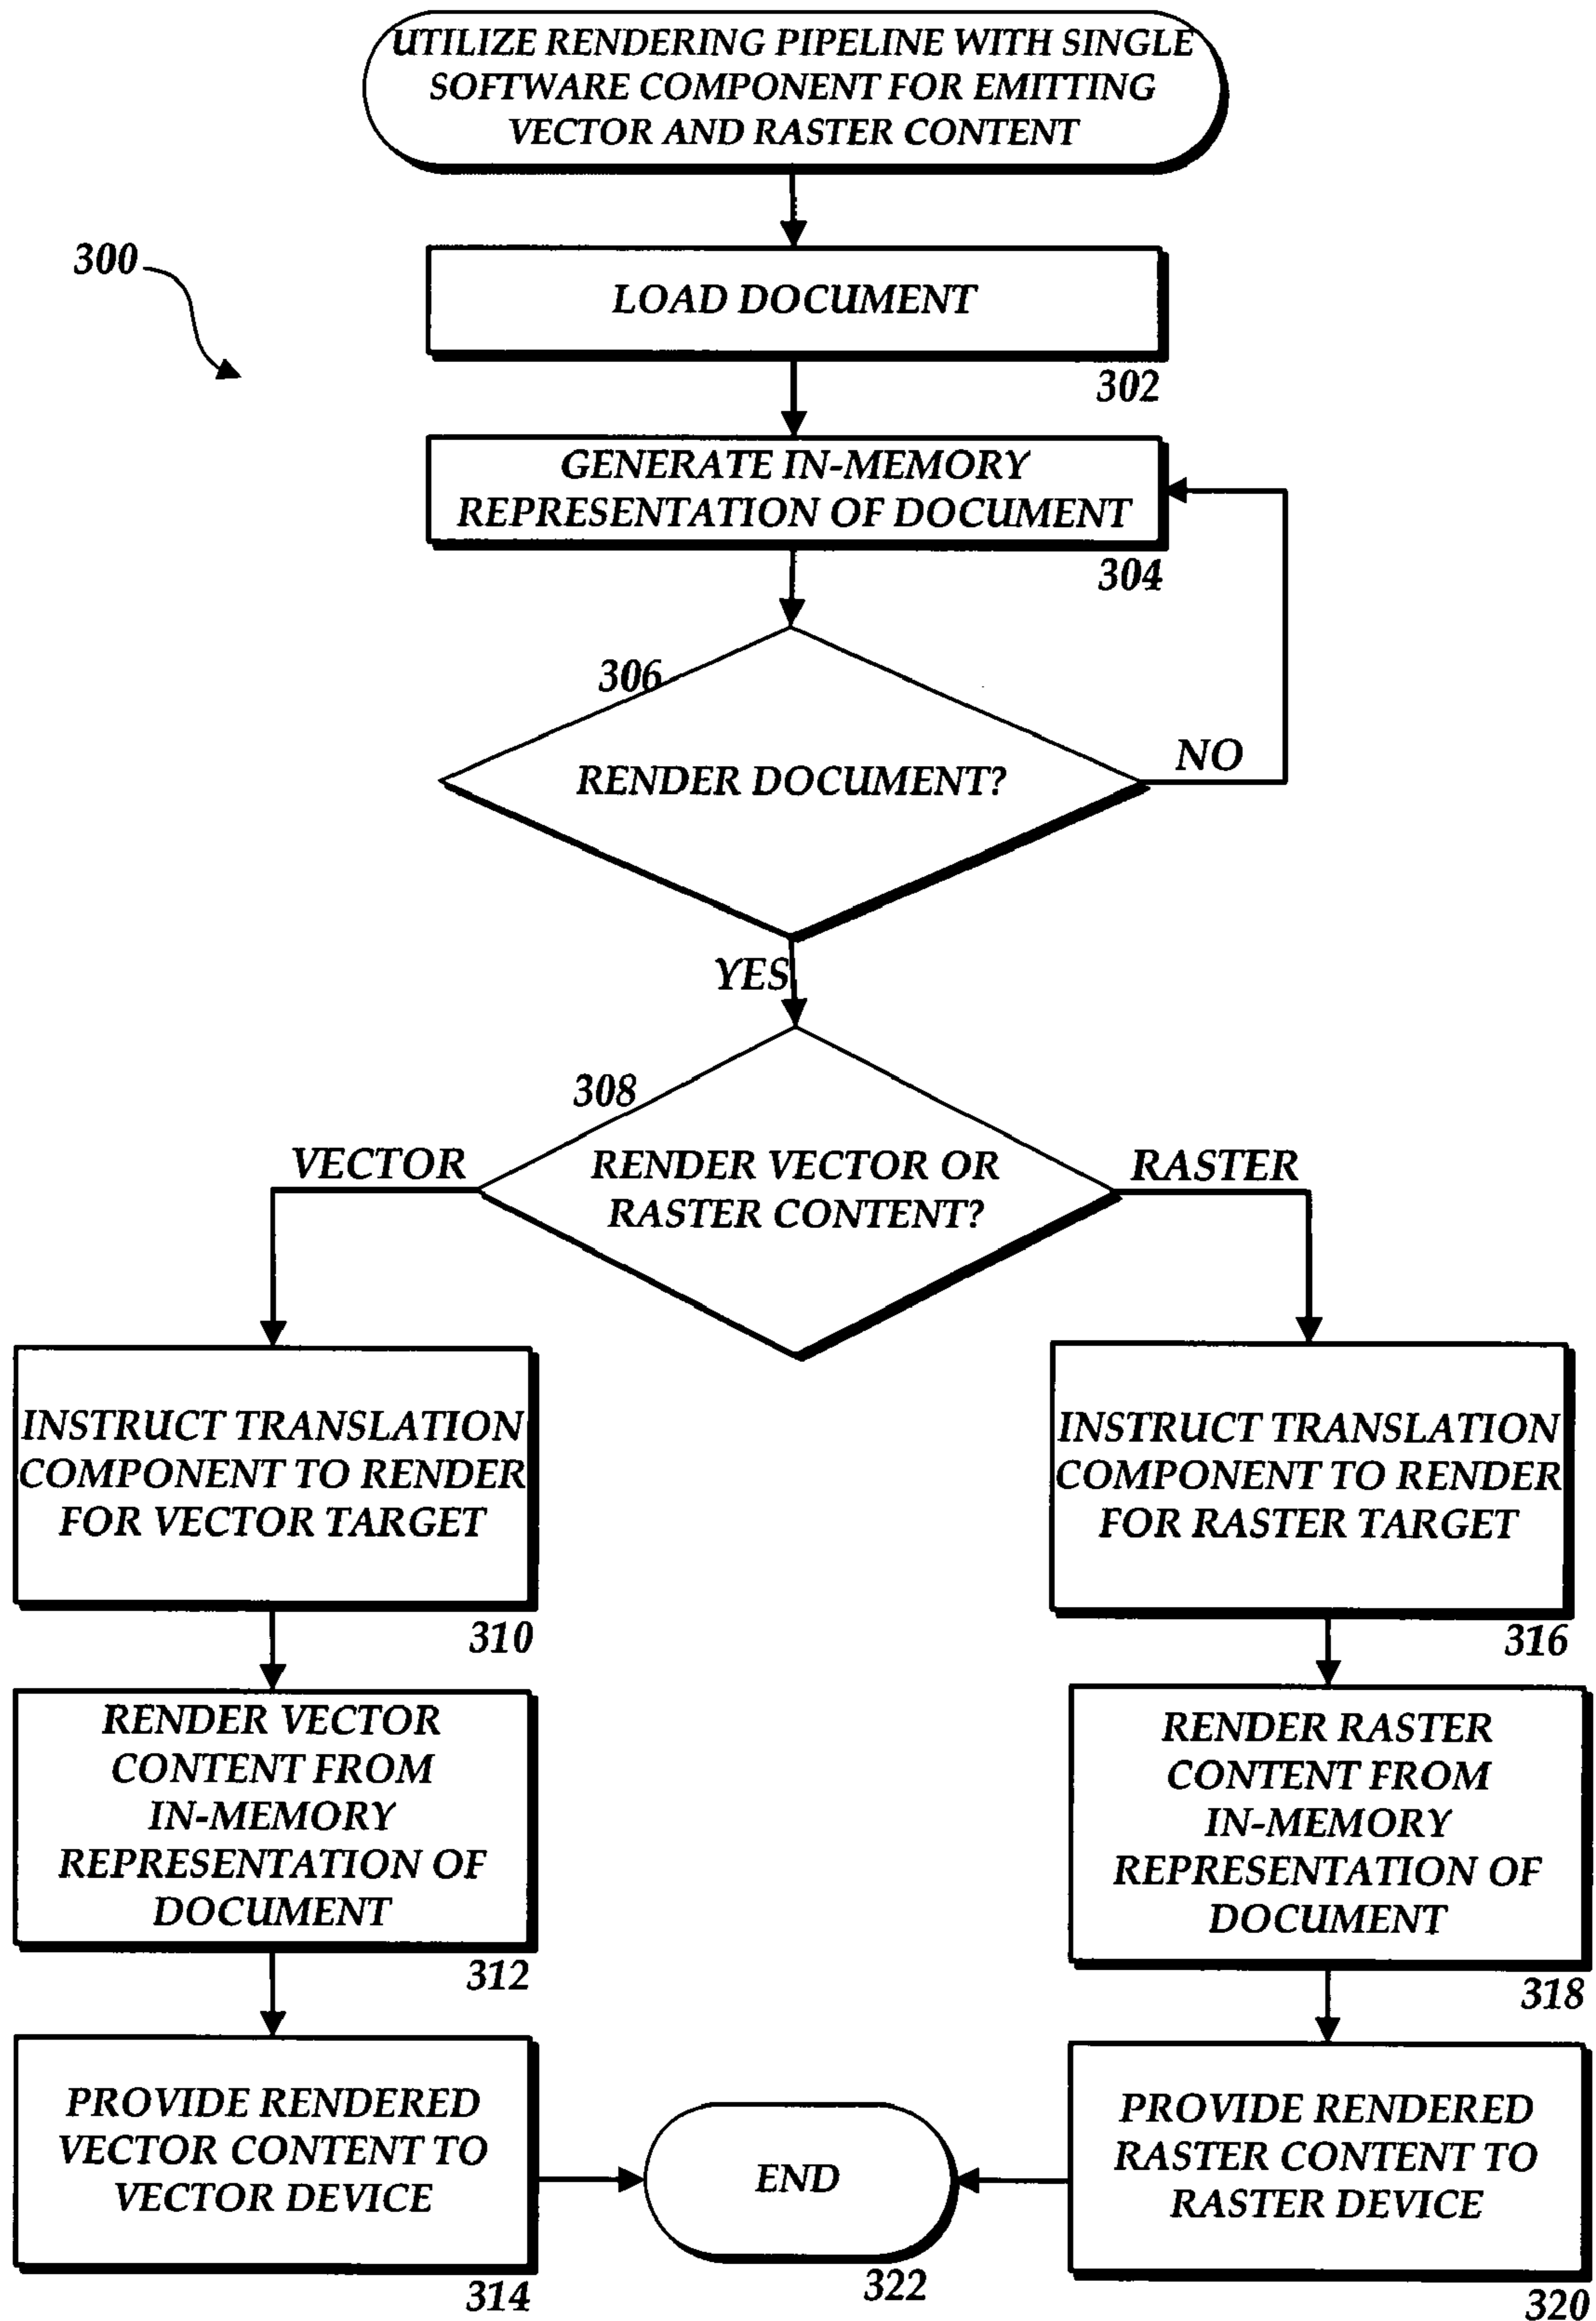 UTILIZE RENDERING PIPELINE WITH SINGLE
SOFTWARE COMPONENT FOR EMITTING
VECTOR AND RASTER CONTENT
300
LOAD DOCUMENT
302
GENERATE IN-MEMORY
REPRESENTATION OF DOCUMENT
304
306
RENDER DOCUMENT?
NO
YES
308
RENDER VECTOR OR
RASTER CONTENT?
VECTOR
RASTER
INSTRUCT TRANSLATION
COMPONENT TO RENDER
FOR VECTOR TARGET
310
RENDER VECTOR
CONTENT FROM
IN-MEMORY
REPRESENTATION OF
DOCUMENT
312
PROVIDE RENDERED
VECTOR CONTENT TO
VECTOR DEVICE
314
INSTRUCT TRANSLATION
COMPONENT TO RENDER
FOR RASTER TARGET
316
RENDER RASTER
CONTENT FROM
IN-MEMORY
REPRESENTATION OF
DOCUMENT
318
PROVIDE RENDERED
RASTER CONTENT TO
RASTER DEVICE
320
END
322